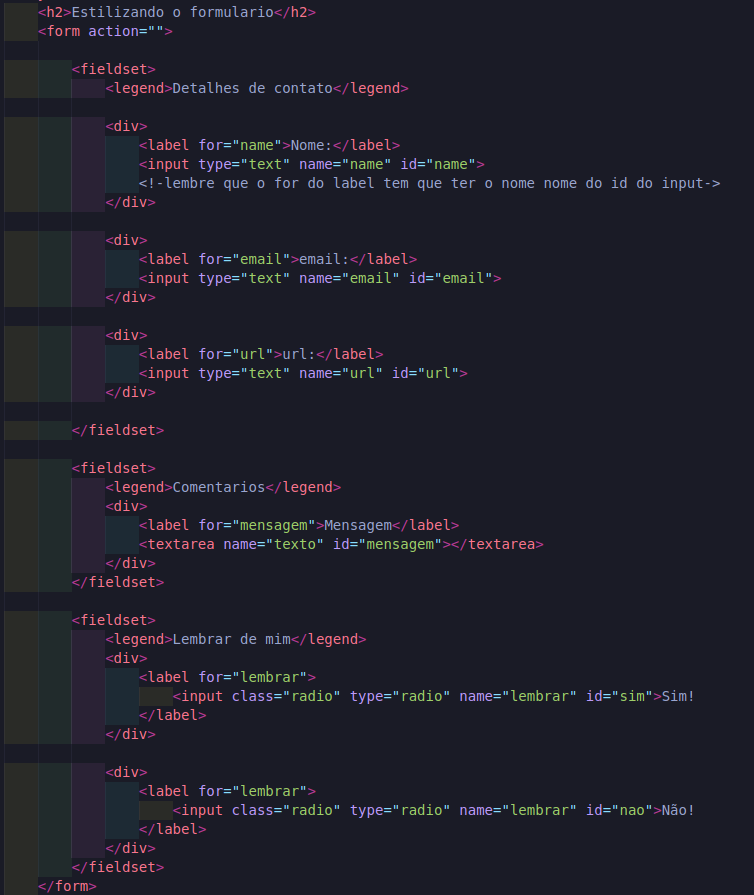 <h2>Estilizando o formulario</h2>
<form action="">
<fieldset>
<legend>Detalhes de contato</legend>
<div>
<label for="name">Nome:</label>
<input type="text" name="name" id="name">
<!-lembre que o for do label tem que ter o nome nome do id do input->
</div>
<div>
<label for="email">email:</label>
<input type="text" name="email" id="email">
</div>
<div>
<label for="url">url:</label>
<input type="text" name="url" id="url">
</div>
</fieldset>
<fieldset>
<legend>Comentarios</legend>
<div>
<label for="mensagem">Mensagem</label>
<textarea name="texto" id="mensagem"></textarea>
</div>
</fieldset>
<fieldset>
<legend>Lembrar de mim</legend>
<div>
<label for="lembrar">
<input class="radio" type="radio" name="lembrar" id="sim">Sim!
</label>
</div>
<div>
<label for="lembrar">
<input class="radio" type="radio" name="lembrar" id="nao">Não!
</label>
</div>
</fieldset>
</form>